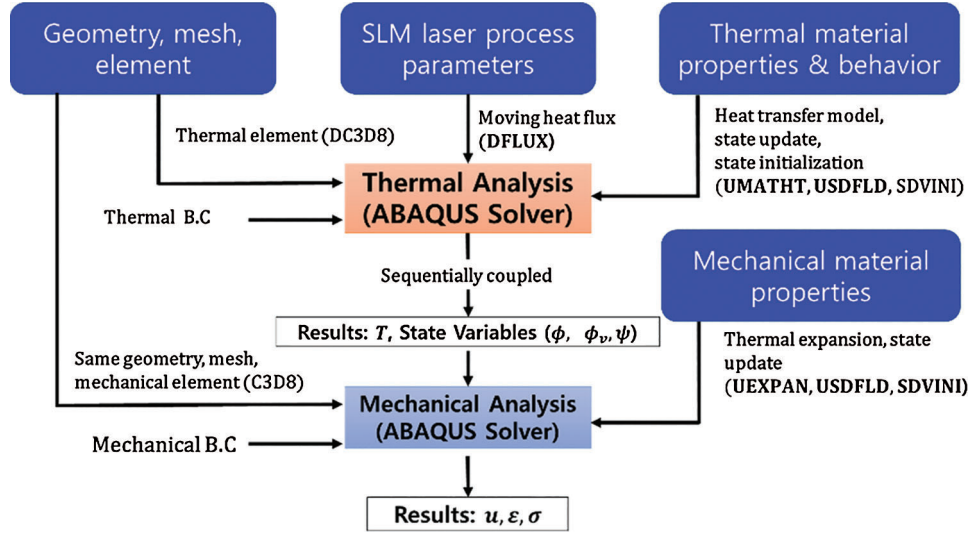 Geometry, mesh,
element
SLM laser process
parameters
Thermal material
properties & behavior
Thermal element (DC3D8)
Moving heat flux
(DFLUX)
Heat transfer model,
state update,
state initialization
(UMATHT, USDFLD, SDVINI)
Thermal Analysis
(ABAQUS Solver)
Thermal B.C
Sequentially coupled
Mechanical material
properties
Results: T, State Variables (ϕ, ϕᵥ, ψ)
Same geometry, mesh,
mechanical element (C3D8)
Thermal expansion, state
update
(UEXPAN, USDFLD, SDVINI)
Mechanical Analysis
(ABAQUS Solver)
Mechanical B.C
Results: u, ε, σ